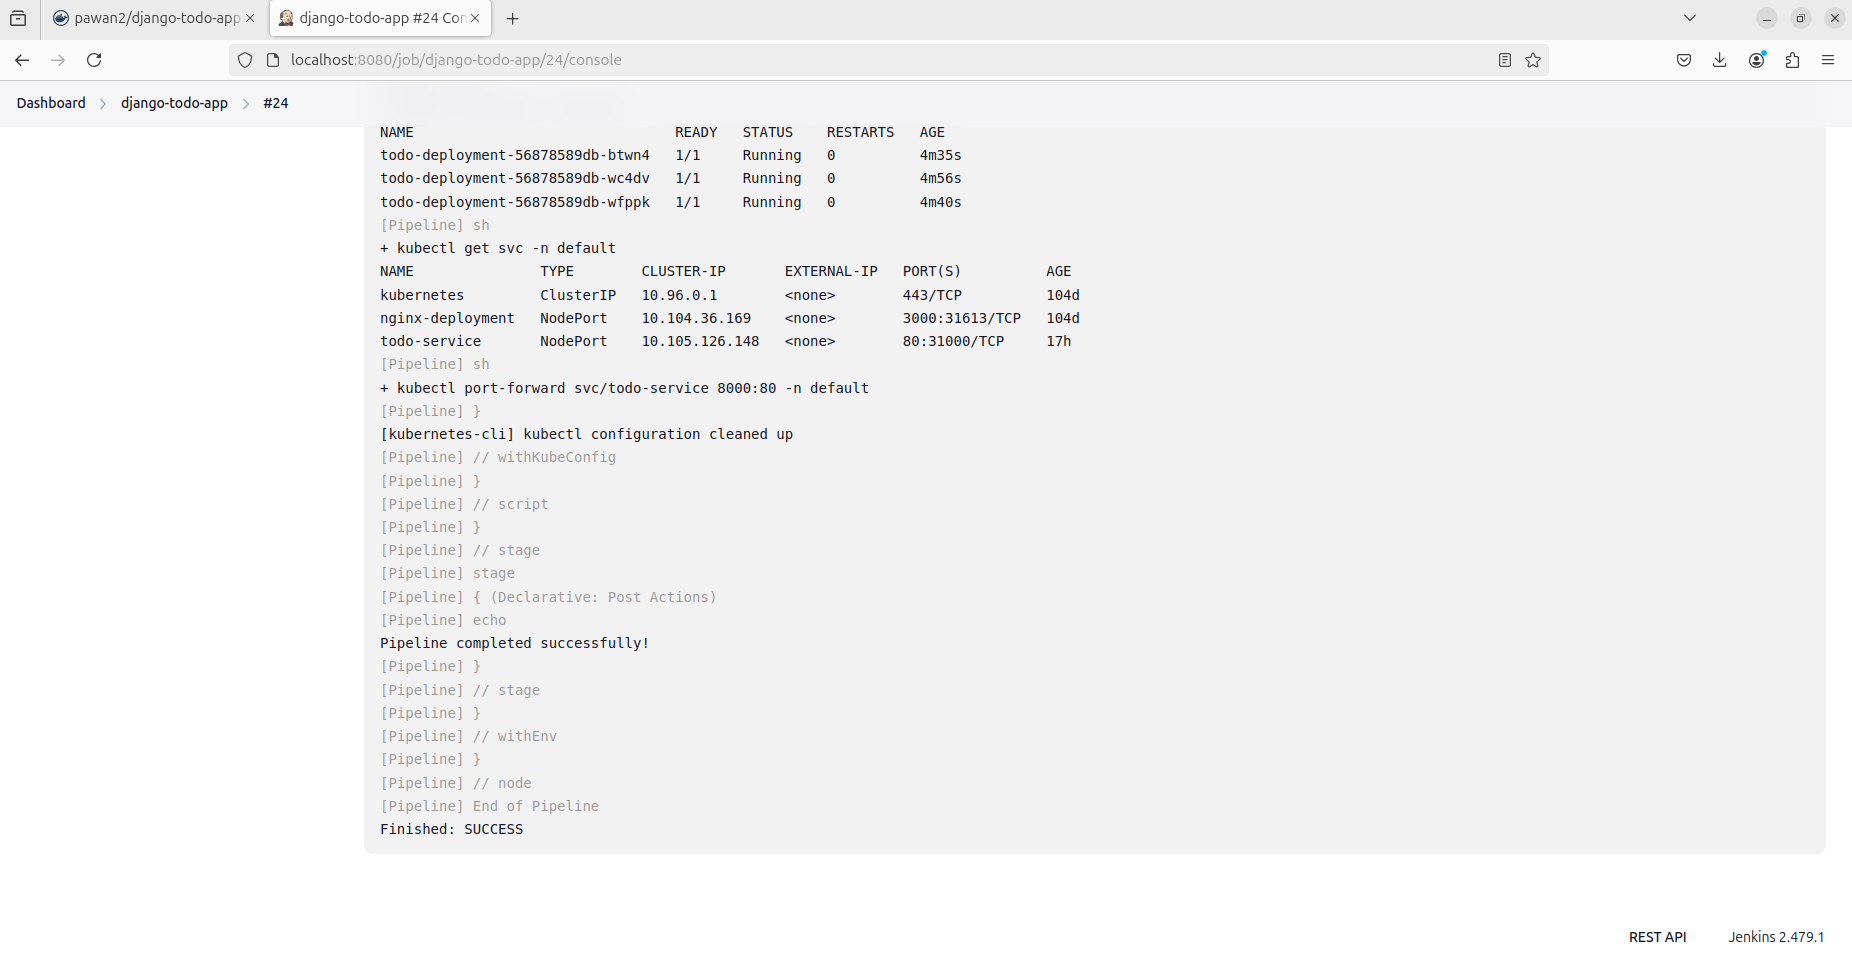 pawan2/django-todo-app
django-todo-app #24 Con
localhost:8080/job/django-todo-app/24/console
Dashboard > django-todo-app > #24
NAME READY STATUS RESTARTS AGE
todo-deployment-56878589db-btwn4 1/1 Running 0 4m35s
todo-deployment-56878589db-wc4dv 1/1 Running 0 4m56s
todo-deployment-56878589db-wfppk 1/1 Running 0 4m40s
[Pipeline] sh
+ kubectl get svc -n default
NAME TYPE CLUSTER-IP EXTERNAL-IP PORT(S) AGE
kubernetes ClusterIP 10.96.0.1 <none> 443/TCP 104d
nginx-deployment NodePort 10.104.36.169 <none> 3000:31613/TCP 104d
todo-service NodePort 10.105.126.148 <none> 80:31000/TCP 17h
[Pipeline] sh
+ kubectl port-forward svc/todo-service 8000:80 -n default
[Pipeline] }
[kubernetes-cli] kubectl configuration cleaned up
[Pipeline] // withKubeConfig
[Pipeline] }
[Pipeline] // script
[Pipeline] }
[Pipeline] // stage
[Pipeline] stage
[Pipeline] { (Declarative: Post Actions)
[Pipeline] echo
Pipeline completed successfully!
[Pipeline] }
[Pipeline] // stage
[Pipeline] }
[Pipeline] // withEnv
[Pipeline] }
[Pipeline] // node
[Pipeline] End of Pipeline
Finished: SUCCESS
REST API
Jenkins 2.479.1